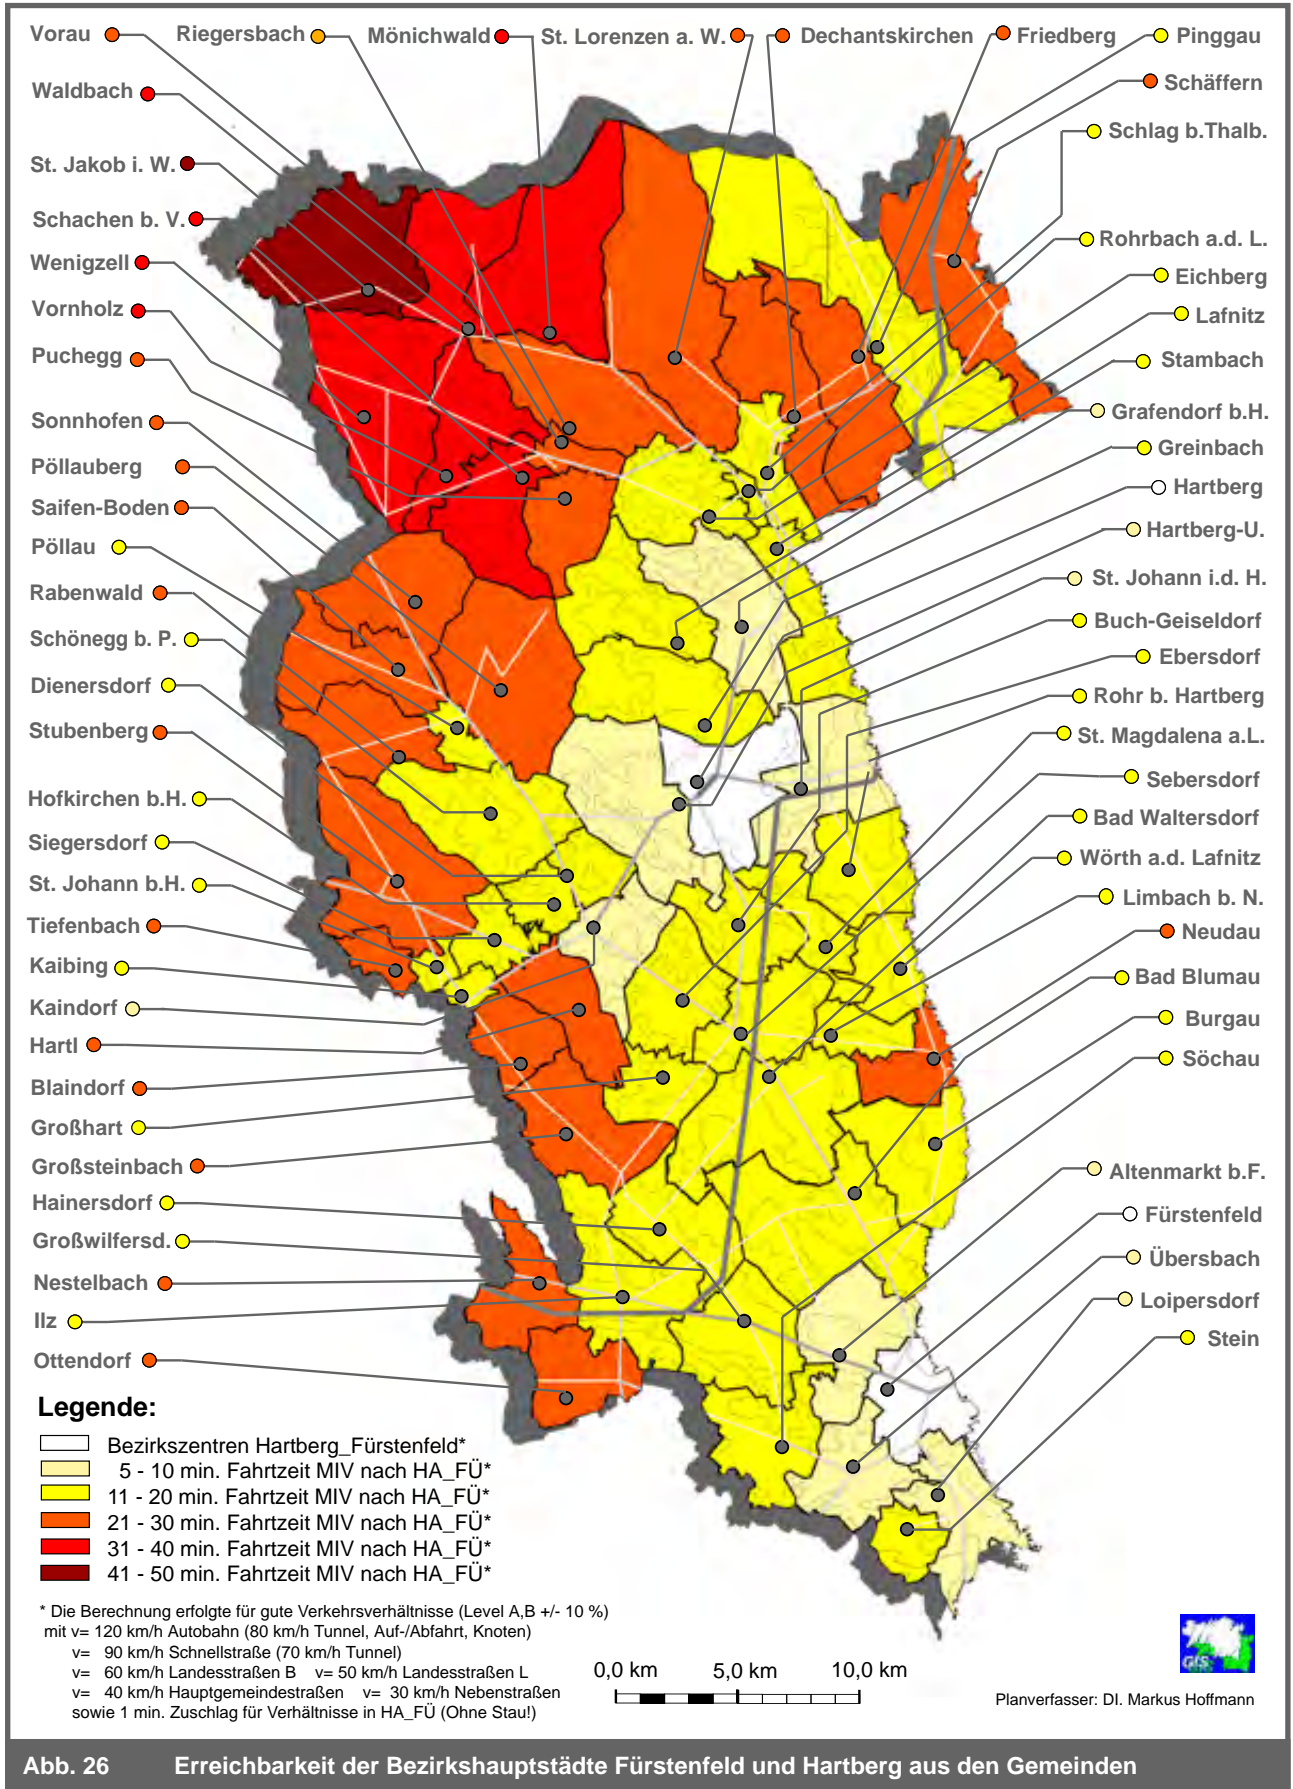 Vorau
Riegersbach
Mönichwald
St. Lorenzen a. W.
Dechantskirchen
Friedberg
Pinggau
Schäffern
Schlag b.Thalb.
Rohrbach a.d. L.
Eichberg
Lafnitz
Stambach
Grafendorf b.H.
Greinbach
Hartberg
Hartberg-U.
St. Johann i.d. H.
Buch-Geiseldorf
Ebersdorf
Rohr b. Hartberg
St. Magdalena a.L.
Sebersdorf
Bad Waltersdorf
Wörth a.d. Lafnitz
Limbach b. N.
Neudau
Bad Blumau
Burgau
Söchau
Altenmarkt b.F.
Fürstenfeld
Übersbach
Loipersdorf
Stein
Waldbach
St. Jakob i. W.
Schachen b. V.
Wenigzell
Vornholz
Puchegg
Sonnhofen
Pöllauberg
Saifen-Boden
Pöllau
Rabenwald
Schönegg b. P.
Dienersdorf
Stubenberg
Hofkirchen b.H.
Siegersdorf
St. Johann b.H.
Tiefenbach
Kaibing
Kaindorf
Hartl
Blaindorf
Großhart
Großsteinbach
Hainersdorf
Großwilfersd.
Nestelbach
Ilz
Ottendorf
Legende:
Bezirkszentren Hartberg_Fürstenfeld*
5 - 10 min. Fahrtzeit MIV nach HA_FÜ*
11 - 20 min. Fahrtzeit MIV nach HA_FÜ*
21 - 30 min. Fahrtzeit MIV nach HA_FÜ*
31 - 40 min. Fahrtzeit MIV nach HA_FÜ*
41 - 50 min. Fahrtzeit MIV nach HA_FÜ*
* Die Berechnung erfolgte für gute Verkehrsverhältnisse (Level A,B +/- 10 %)
mit v= 120 km/h Autobahn (80 km/h Tunnel, Auf-/Abfahrt, Knoten)
v= 90 km/h Schnellstraße (70 km/h Tunnel)
v= 60 km/h Landesstraßen B v= 50 km/h Landesstraßen L
v= 40 km/h Hauptgemeindestraßen v= 30 km/h Nebenstraßen
sowie 1 min. Zuschlag für Verhältnisse in HA_FÜ (Ohne Stau!)
0,0 km 5,0 km 10,0 km
GIS
Planverfasser: DI. Markus Hoffmann
Abb. 26 Erreichbarkeit der Bezirkshauptstädte Fürstenfeld und Hartberg aus den Gemeinden